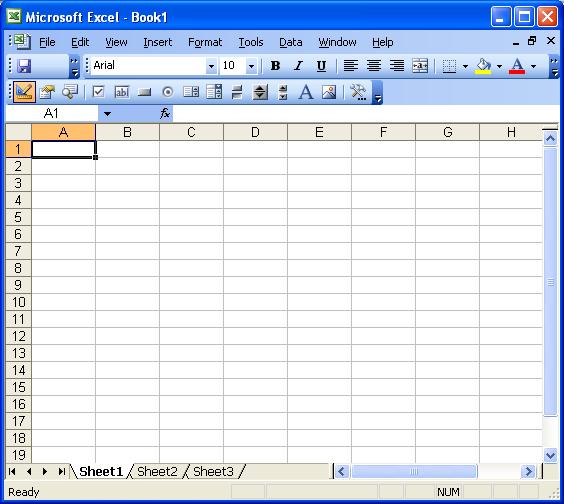 Microsoft Excel - Book1
File Edit View Insert Format Tools Data Window Help
Arial 10 B I U A
ab A
A1 fx
A B C D E F G H
1
2
3
4
5
6
7
8
9
10
11
12
13
14
15
16
17
18
19
Sheet1 Sheet2 Sheet3
Ready NUM